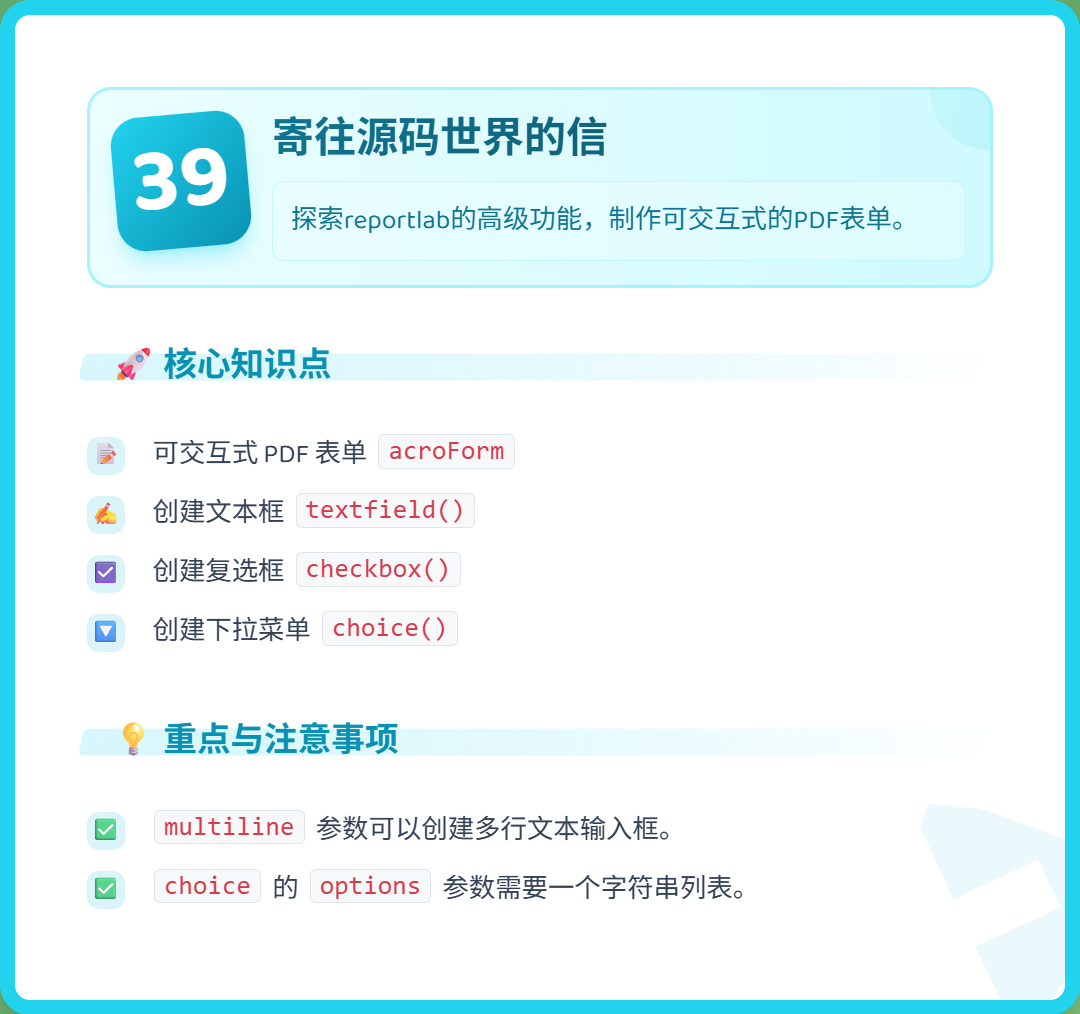 39
寄往源码世界的信
探索reportlab的高级功能，制作可交互式的PDF表单。
🚀 核心知识点
📝 可交互式 PDF 表单 acroForm
✍️ 创建文本框 textfield()
☑️ 创建复选框 checkbox()
🔽 创建下拉菜单 choice()
💡 重点与注意事项
✅ multiline 参数可以创建多行文本输入框。
✅ choice 的 options 参数需要一个字符串列表。